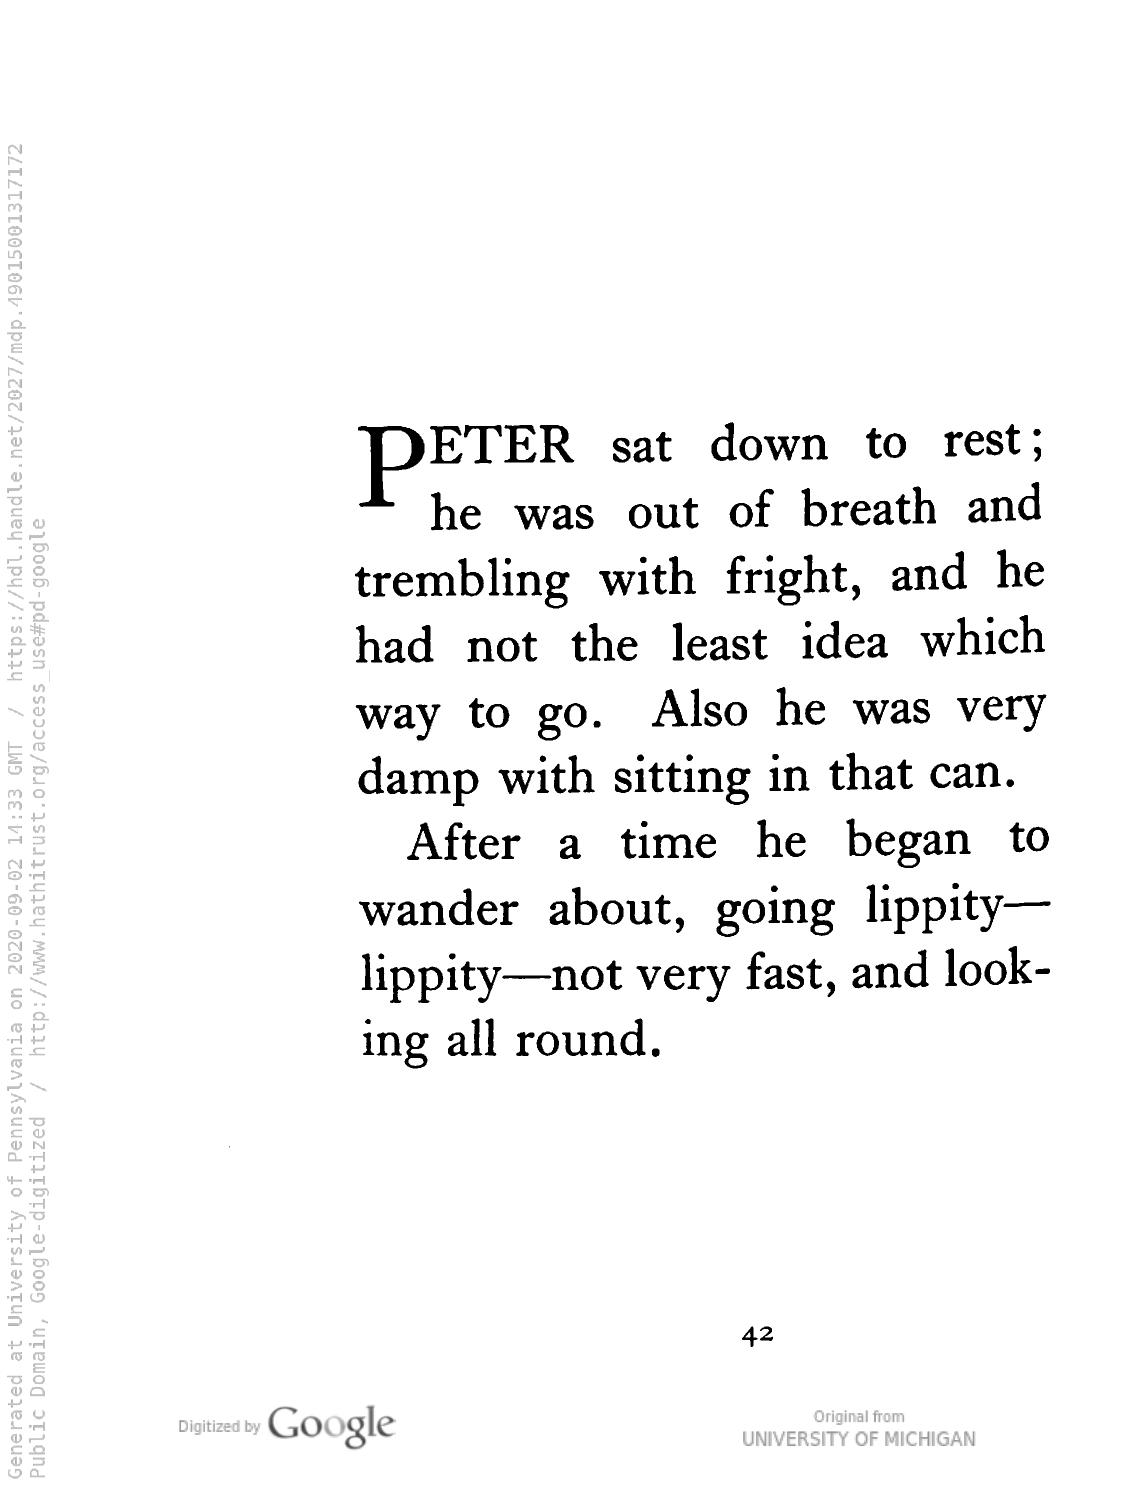 PETER sat down to rest;
he was out of breath and
trembling with fright, and he
had not the least idea which
way to go. Also he was very
damp with sitting in that can.
After a time he began to
wander about, going lippity—
lippity—not very fast, and look-
ing all round.
42
Digitized by Google
Original from
UNIVERSITY OF MICHIGAN
Generated at University of Pennsylvania on 2020-09-02 14:33 GMT / https://hdl.handle.net/2027/mdp.49015001317172
Public Domain, Google-digitized / http://www.hathitrust.org/access_use#pd-google